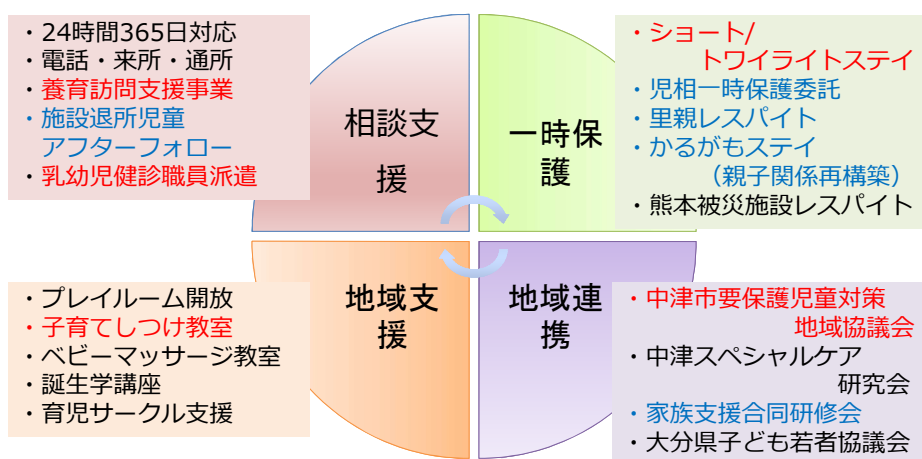 ・24時間365日対応
・電話・来所・通所
・養育訪問支援事業
・施設退所児童
アフターフォロー
・乳幼児健診職員派遣
相談支
援
一時保
護
・ショート/
トワイライトステイ
・児相一時保護委託
・里親レスパイト
・かるがもステイ
（親子関係再構築）
・熊本被災施設レスパイト
・プレイルーム開放
・子育てしつけ教室
・ベビーマッサージ教室
・誕生学講座
・育児サークル支援
地域支
援
地域連
携
・中津市要保護児童対策
地域協議会
・中津スペシャルケア
研究会
・家族支援合同研修会
・大分県子ども若者協議会